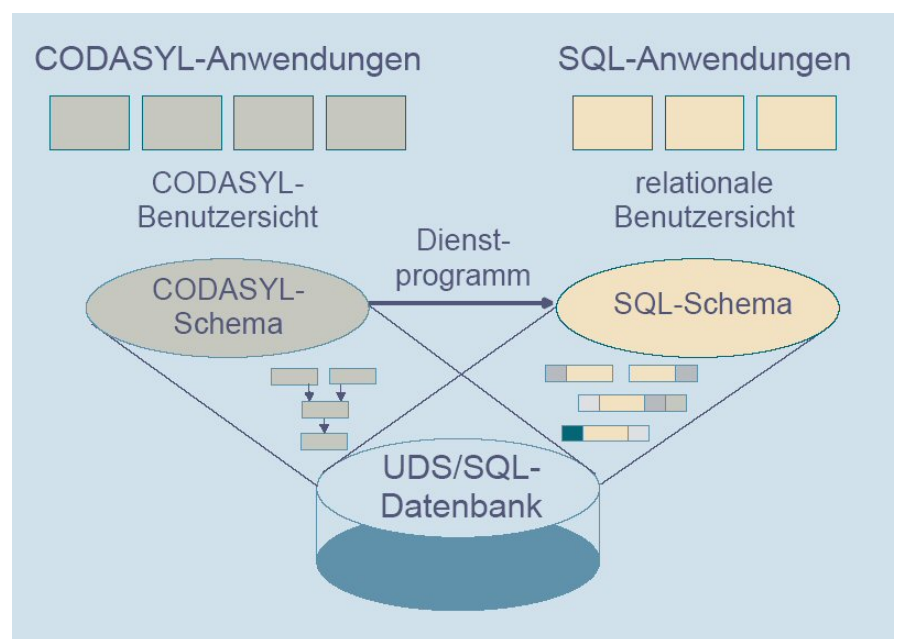 CODASYL-Anwendungen
SQL-Anwendungen
CODASYL-
Benutzersicht
relationale
Benutzersicht
Dienst-
programm
CODASYL-
Schema
SQL-Schema
UDS/SQL-
Datenbank